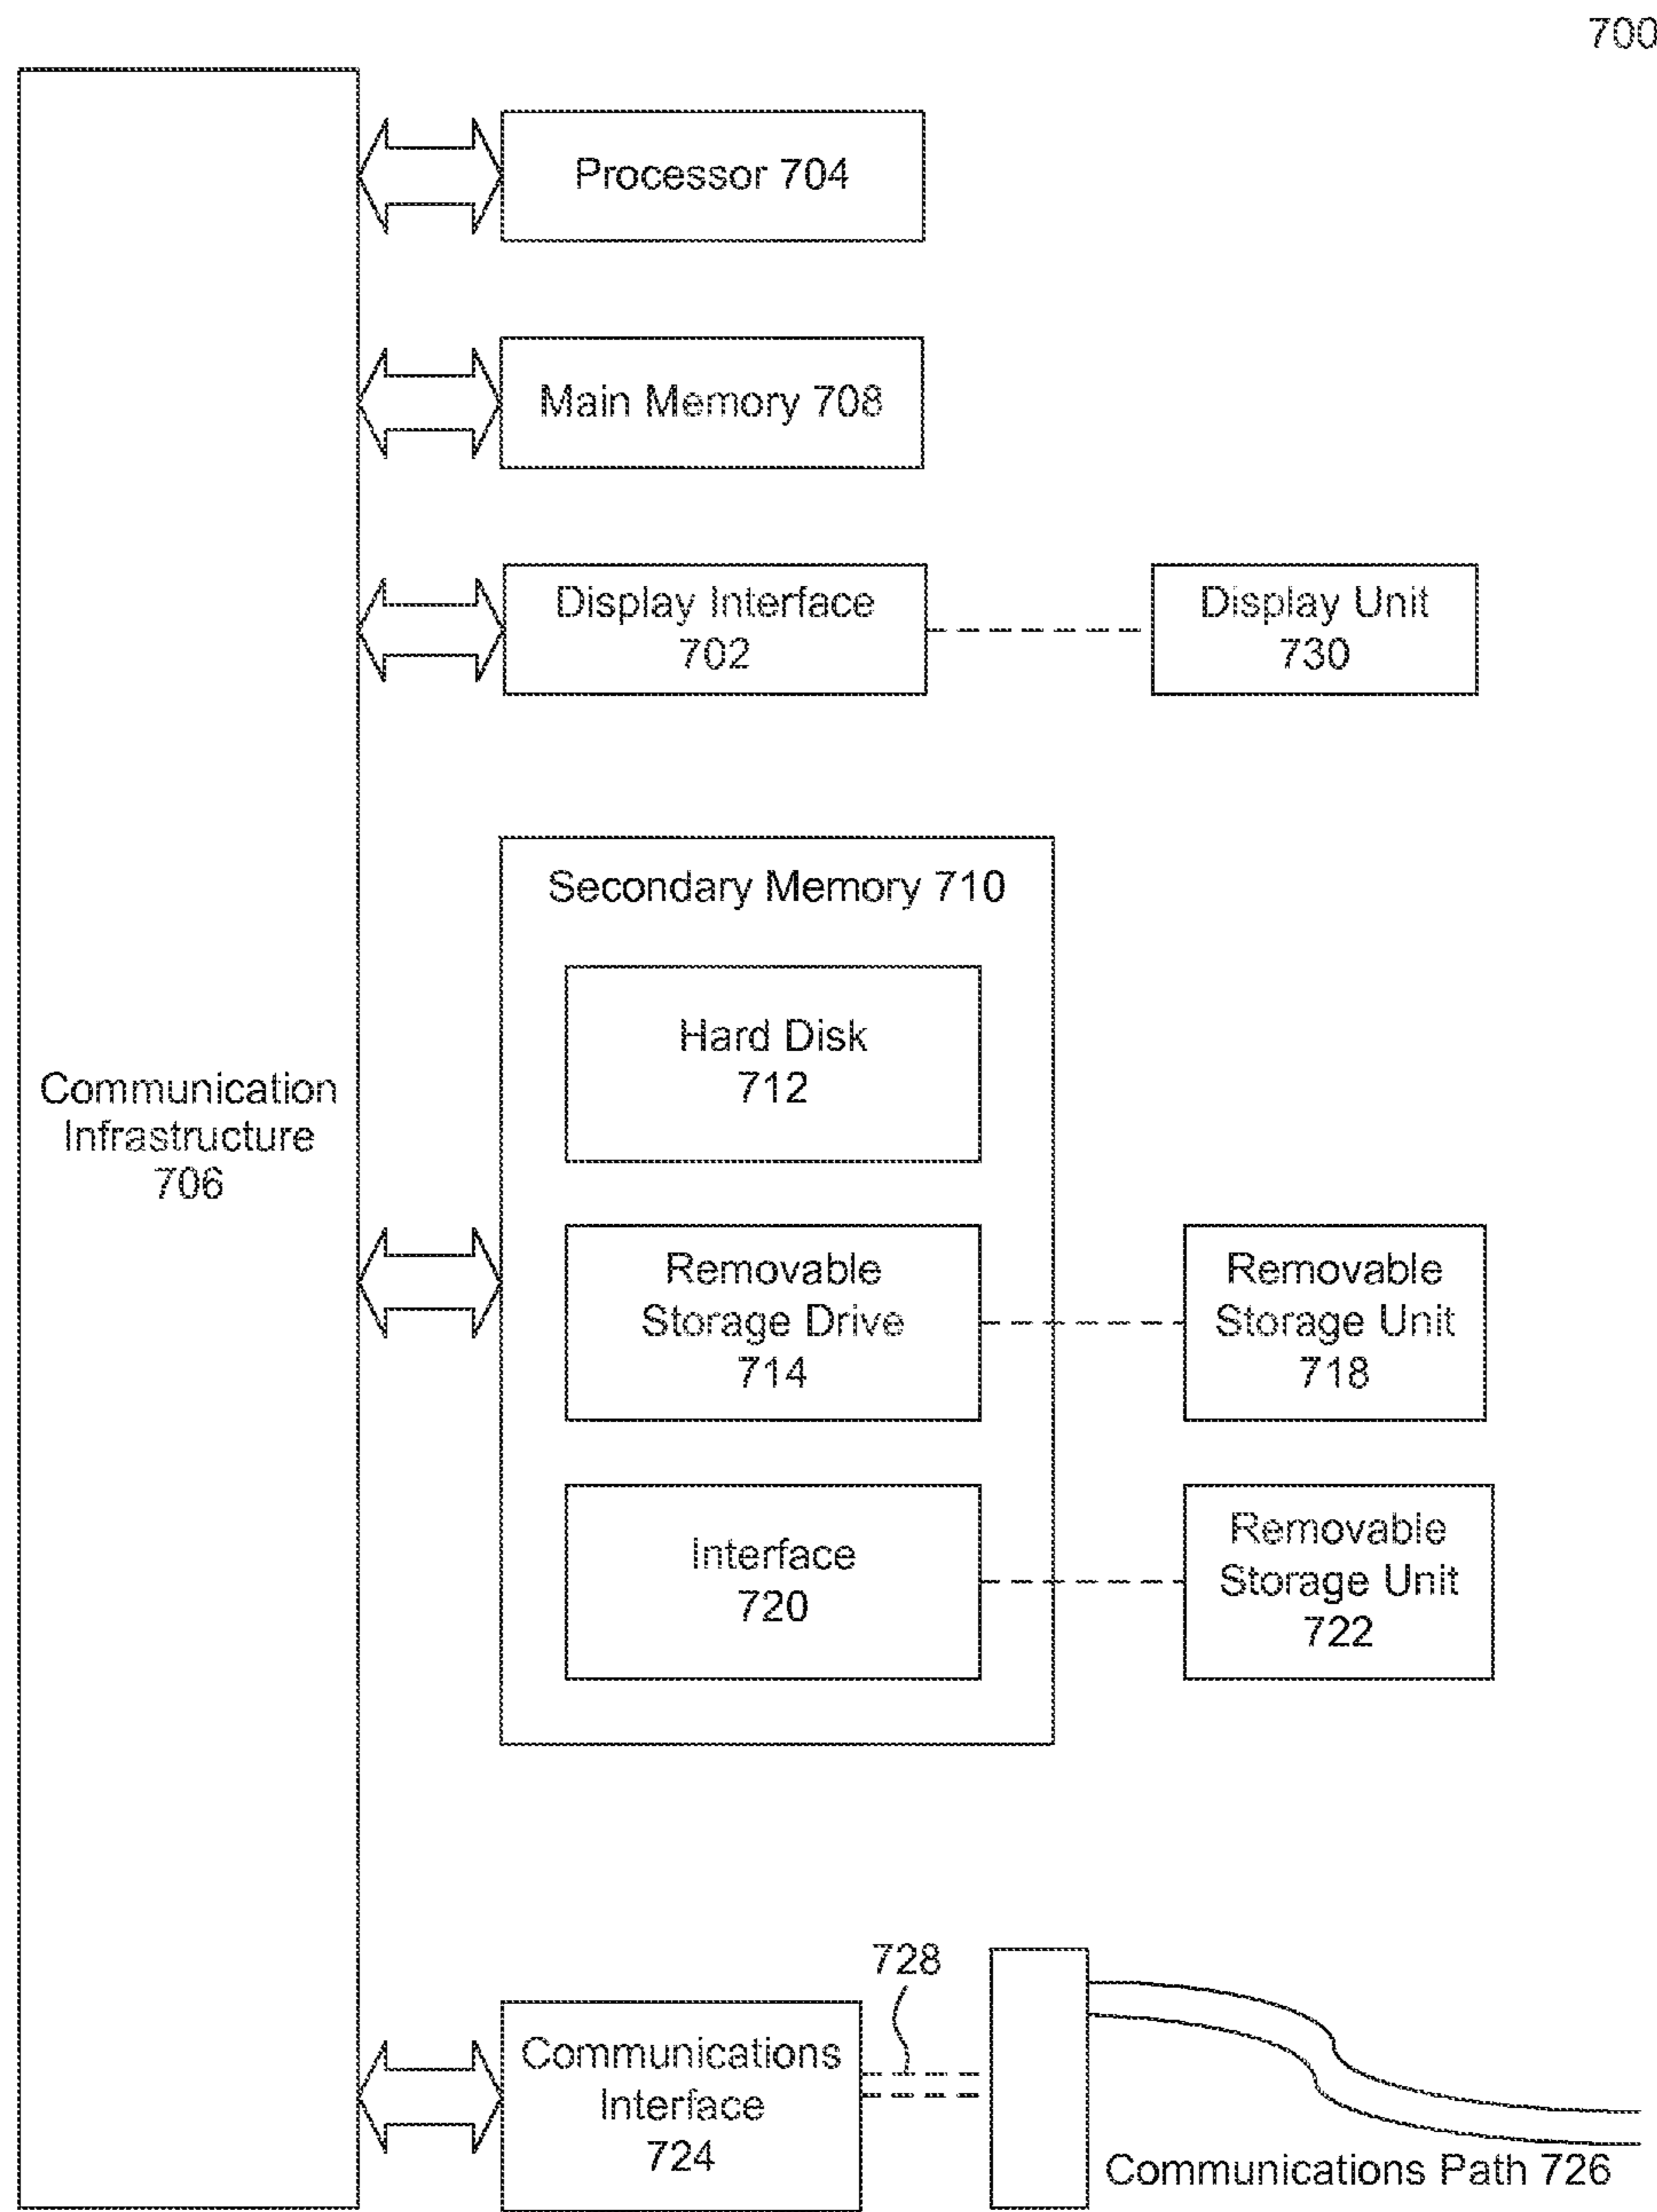 700
Processor 704
Main Memory 708
Display Interface
702
Display Unit
730
Secondary Memory 710
Hard Disk
712
Communication
Infrastructure
706
Removable
Storage Drive
714
Removable
Storage Unit
718
Interface
720
Removable
Storage Unit
722
728
Communications
Interface
724
Communications Path 726